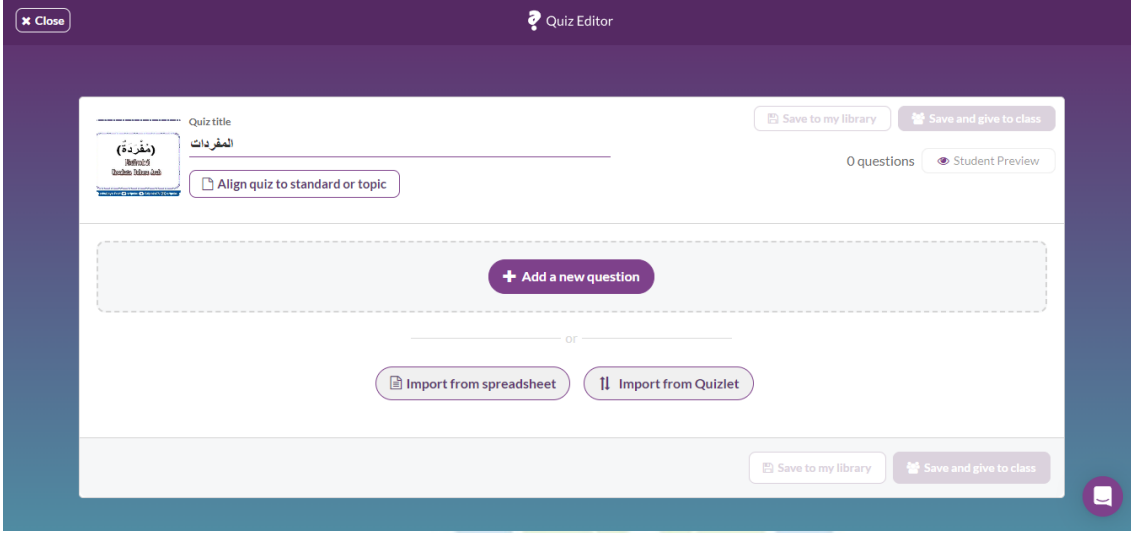 Close
Quiz Editor
Quiz title
المفردات
(مُفْرَدَةٌ)
Align quiz to standard or topic
Save to my library
Save and give to class
0 questions
Student Preview
Add a new question
or
Import from spreadsheet
Import from Quizlet
Save to my library
Save and give to class